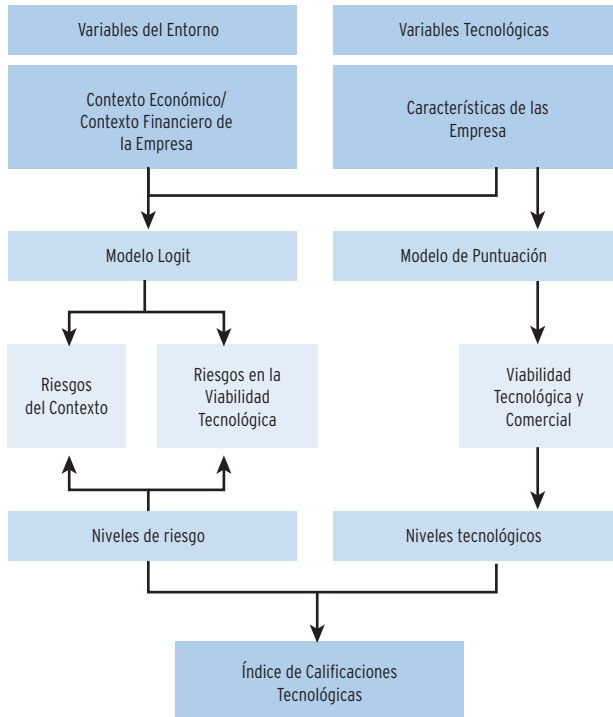 Variables del Entorno
Variables Tecnológicas
Contexto Económico/
Contexto Financiero de
la Empresa
Características de las
Empresa
Modelo Logit
Modelo de Puntuación
Riesgos
del Contexto
Riesgos en la
Viabilidad
Tecnológica
Viabilidad
Tecnológica y
Comercial
Niveles de riesgo
Niveles tecnológicos
Índice de Calificaciones
Tecnológicas